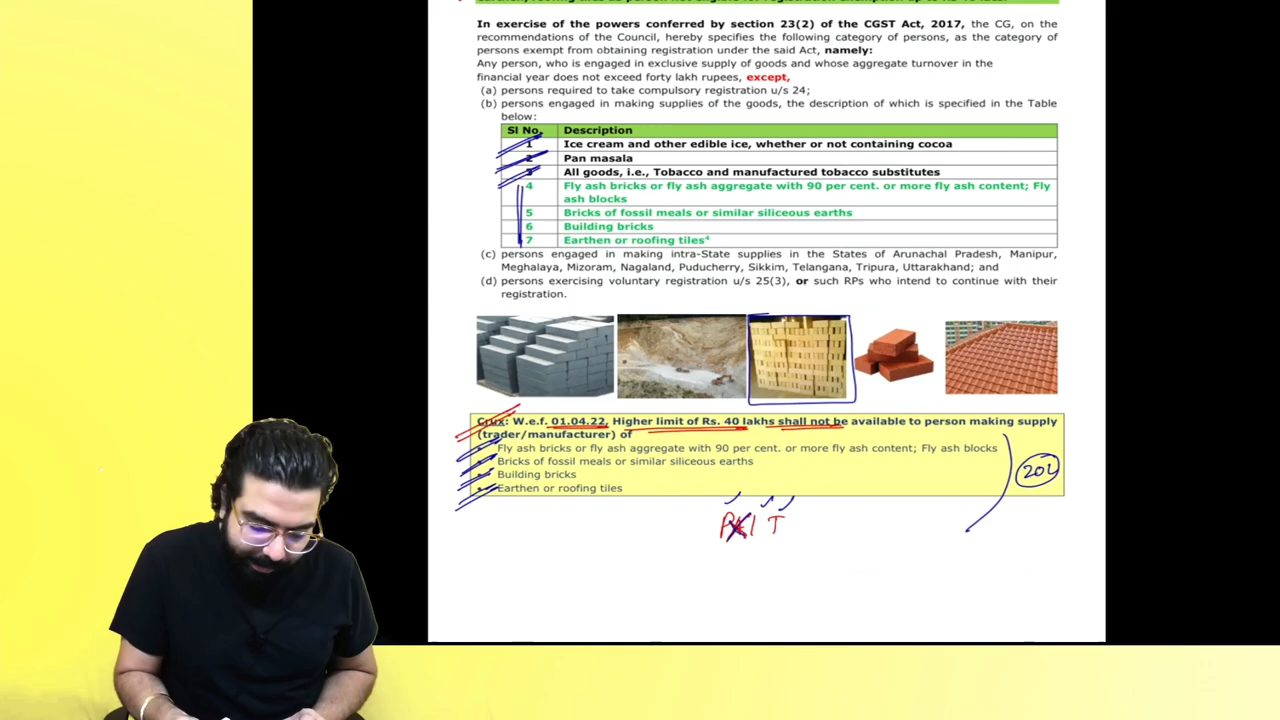 In exercise of the powers conferred by section 23(2) of the CGST Act, 2017, the CG, on the
recommendations of the Council, hereby specifies the following category of persons, as the category of
persons exempt from obtaining registration under the said Act, namely:
Any person, who is engaged in exclusive supply of goods and whose aggregate turnover in the
financial year does not exceed forty lakh rupees, except,
(a) persons required to take compulsory registration u/s 24;
(b) persons engaged in making supplies of the goods, the description of which is specified in the Table
below:
Sl No. Description
1 Ice cream and other edible ice, whether or not containing cocoa
2 Pan masala
3 All goods, i.e., Tobacco and manufactured tobacco substitutes
4 Fly ash bricks or fly ash aggregate with 90 per cent. or more fly ash content; Fly
ash blocks
5 Bricks of fossil meals or similar siliceous earths
6 Building bricks
7 Earthen or roofing tiles⁴
(c) persons engaged in making intra-State supplies in the States of Arunachal Pradesh, Manipur,
Meghalaya, Mizoram, Nagaland, Puducherry, Sikkim, Telangana, Tripura, Uttarakhand; and
(d) persons exercising voluntary registration u/s 25(3), or such RPs who intend to continue with their
registration.
Crux: W.e.f. 01.04.22, Higher limit of Rs. 40 lakhs shall not be available to person making supply
(trader/manufacturer) of
Fly ash bricks or fly ash aggregate with 90 per cent. or more fly ash content; Fly ash blocks
• Bricks of fossil meals or similar siliceous earths
• Building bricks
• Earthen or roofing tiles
20L